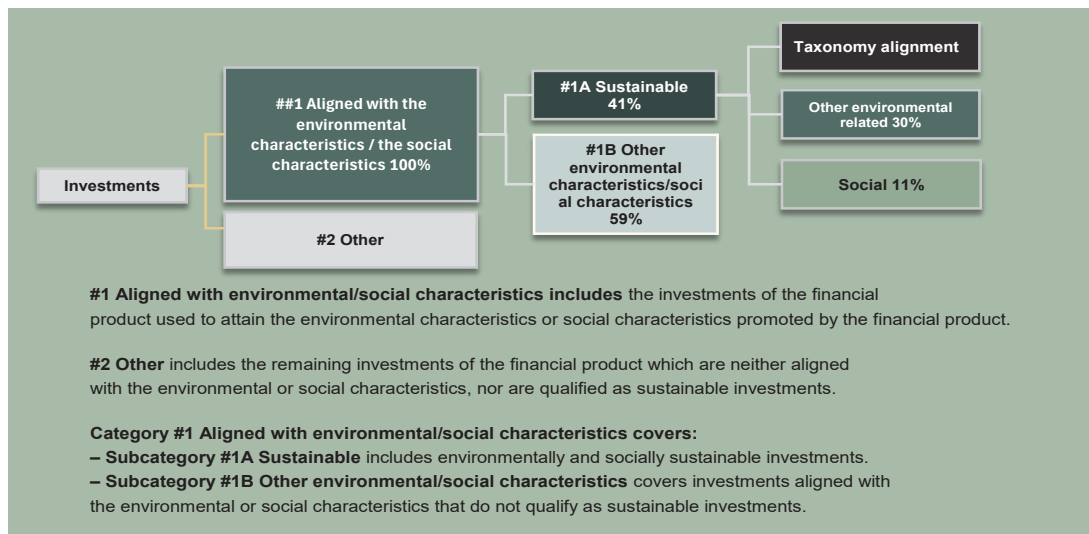 Investments
##1 Aligned with the
environmental
characteristics / the social
characteristics 100%
#2 Other
#1A Sustainable
41%
#1B Other
environmental
characteristics/soci
al characteristics
59%
Taxonomy alignment
Other environmental
related 30%
Social 11%
#1 Aligned with environmental/social characteristics includes the investments of the financial
product used to attain the environmental characteristics or social characteristics promoted by the financial product.
#2 Other includes the remaining investments of the financial product which are neither aligned
with the environmental or social characteristics, nor are qualified as sustainable investments.
Category #1 Aligned with environmental/social characteristics covers:
– Subcategory #1A Sustainable includes environmentally and socially sustainable investments.
– Subcategory #1B Other environmental/social characteristics covers investments aligned with
the environmental or social characteristics that do not qualify as sustainable investments.